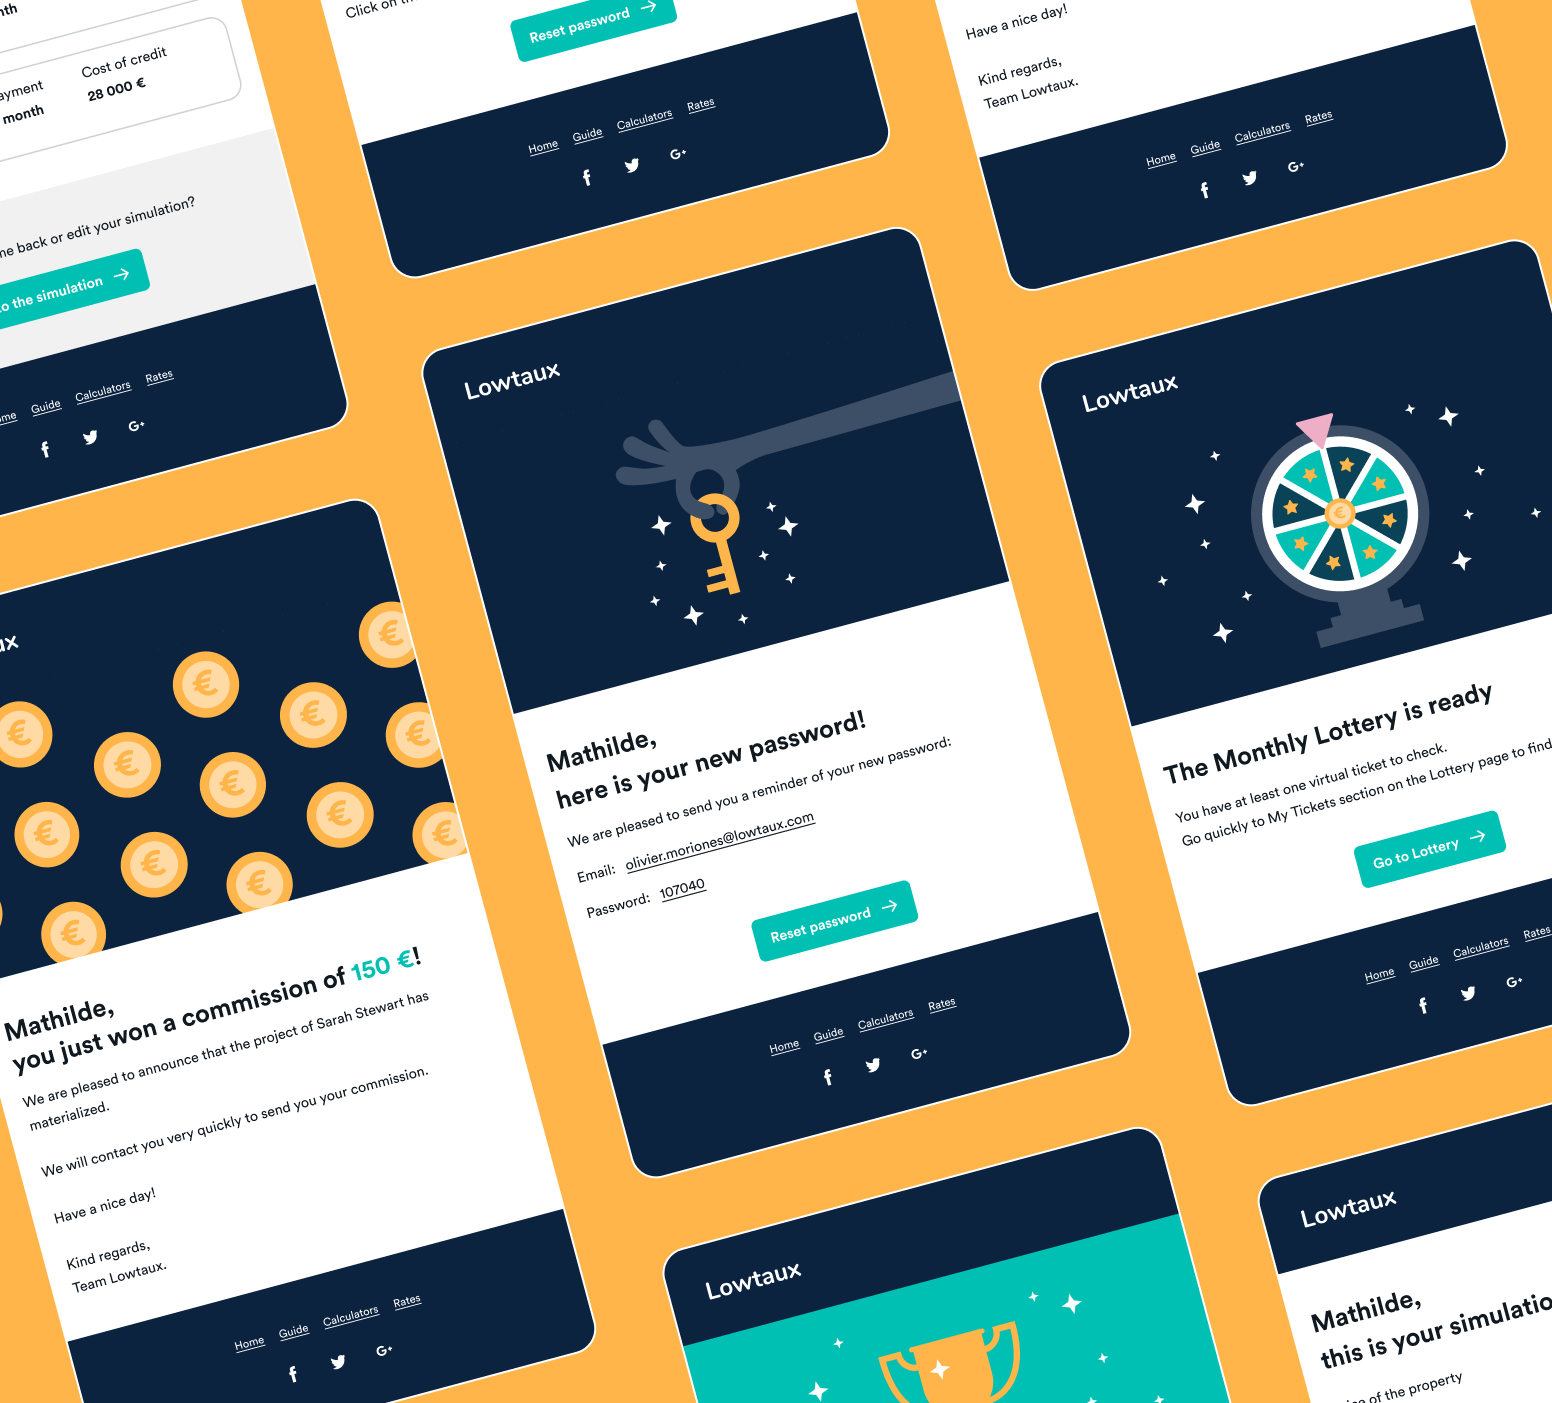 month
Cost of credit
28 000 €
back or edit your simulation?
the simulation
Guide
Calculators
Rates
Click on
Reset password
Home
Guide
Calculators
Rates
Have a nice day!
Kind regards,
Team Lowtaux.
Home
Guide
Calculators
Rates
€
€
€
€
€
€
€
€
€
€
€
€
€
Mathilde,
you just won a commission of 150 €!
We are pleased to announce that the project of Sarah Stewart has
materialized.
We will contact you very quickly to send you your commission.
Have a nice day!
Kind regards,
Team Lowtaux.
Home
Guide
Calculators
Rates
Lowtaux
Mathilde,
here is your new password!
We are pleased to send you a reminder of your new password:
Email: olivier.moriones@lowtaux.com
Password: 107040
Reset password
Home
Guide
Calculators
Rates
Lowtaux
€
The Monthly Lottery is ready
You have at least one virtual ticket to check.
Go quickly to My Tickets section on the Lottery page to find
Go to Lottery
Home
Guide
Calculators
Rates
Lowtaux
Lowtaux
Mathilde,
this is your
of the property